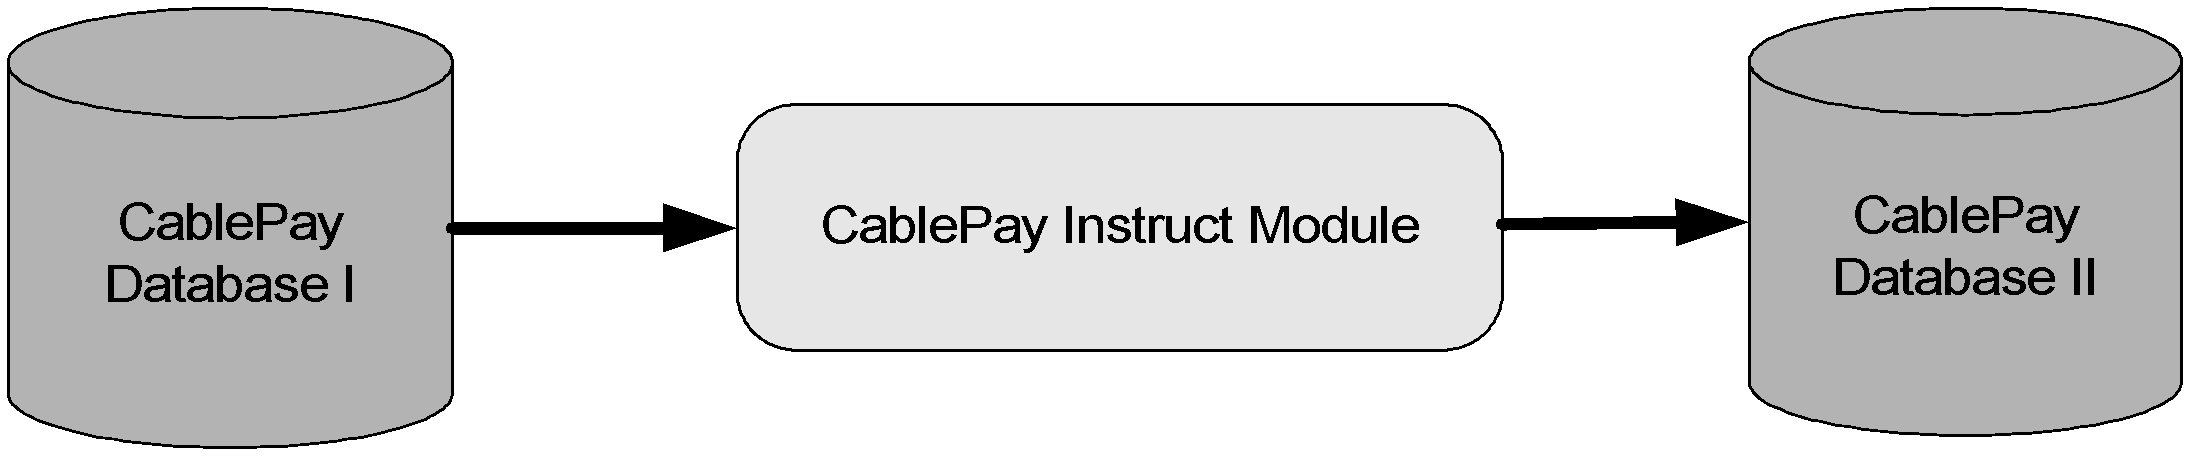 CablePay
Database I
CablePay Instruct Module
CablePay
Database II